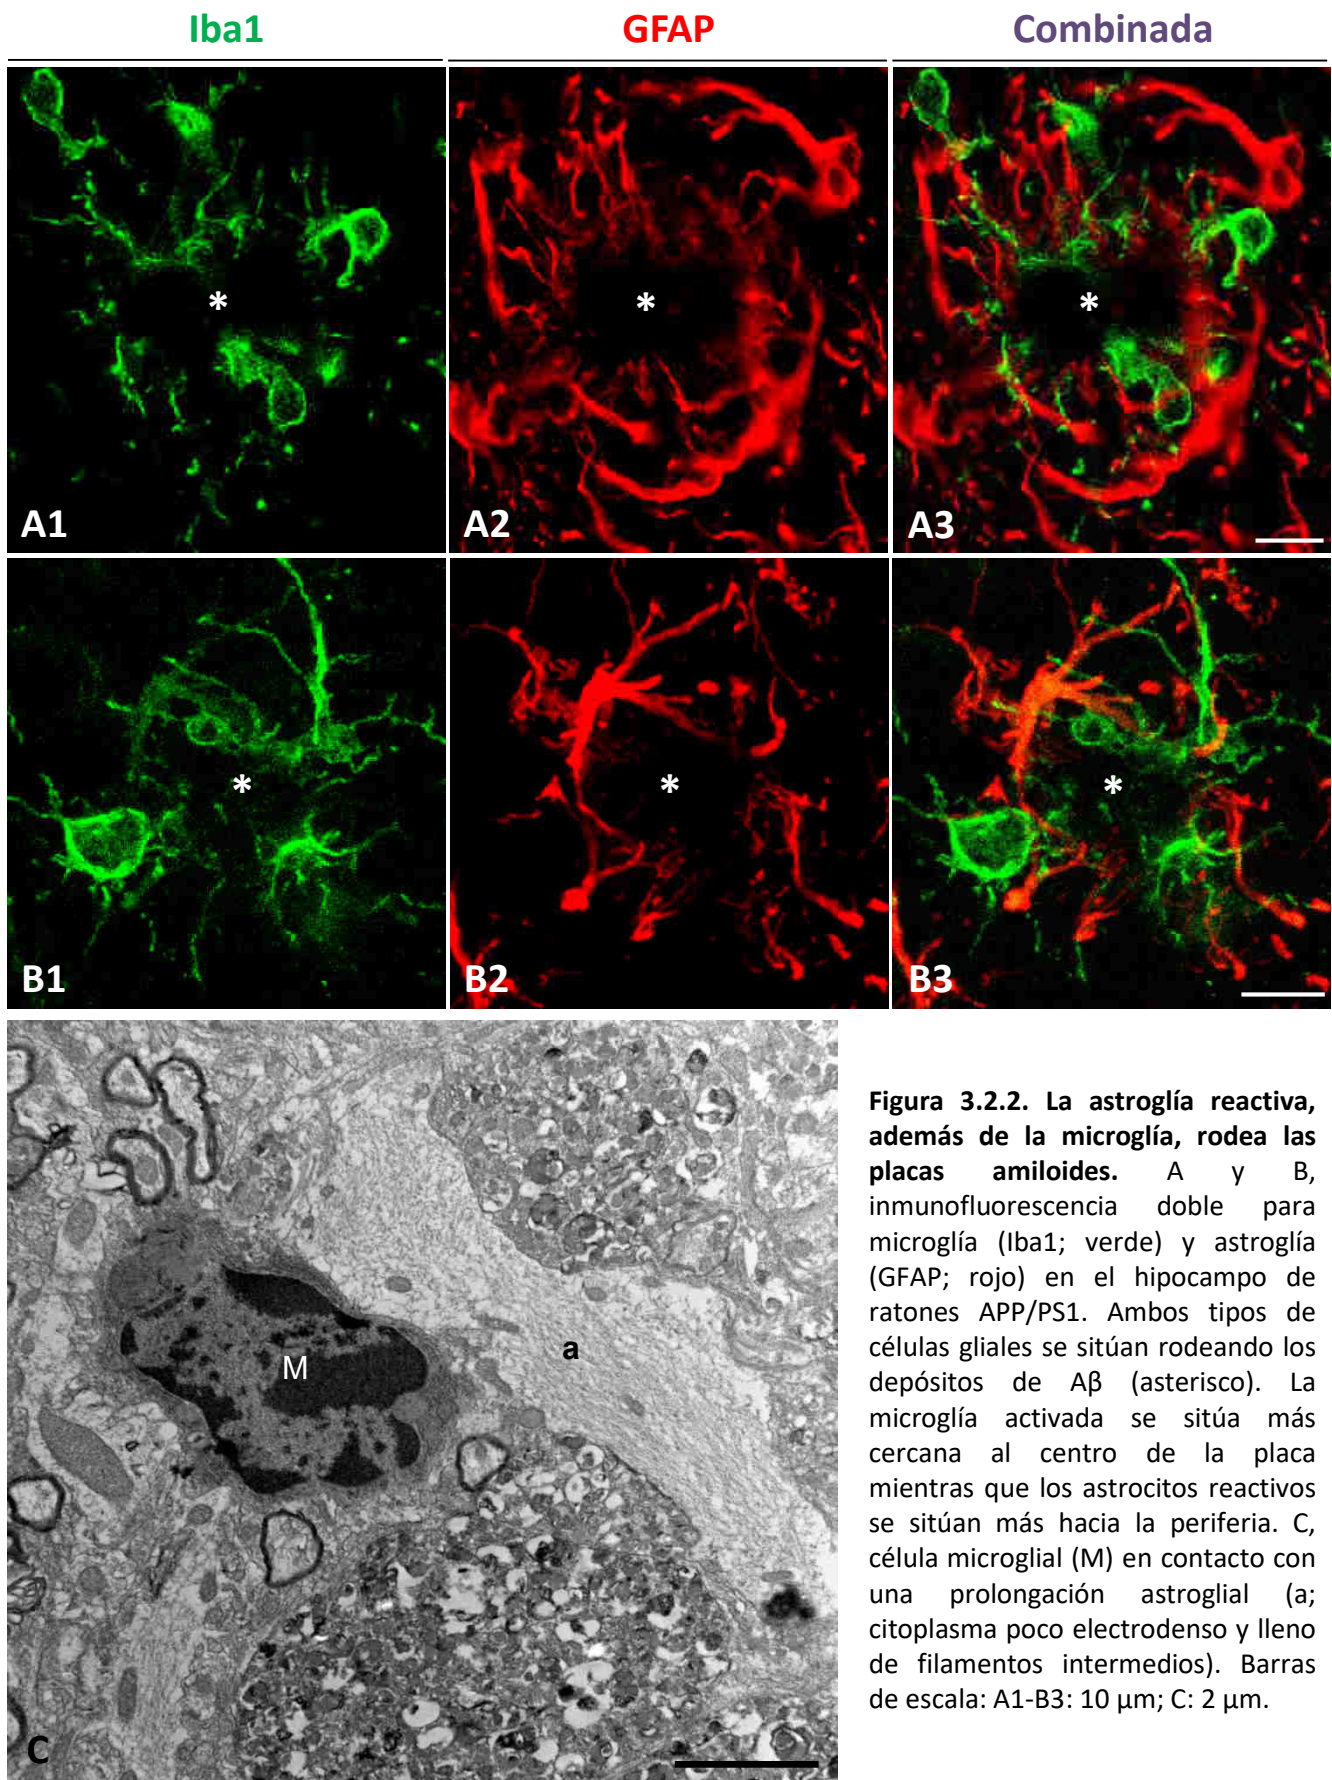 Iba1
GFAP
Combinada
*
*
*
A1
A2
A3
*
*
*
B1
B2
B3
M
a
C
Figura 3.2.2. La astroglía reactiva,
además de la microglía, rodea las
placas amiloides. A y B,
inmunofluorescencia doble para
microglía (Iba1; verde) y astroglía
(GFAP; rojo) en el hipocampo de
ratones APP/PS1. Ambos tipos de
células gliales se sitúan rodeando los
depósitos de Aβ (asterisco). La
microglía activada se sitúa más
cercana al centro de la placa
mientras que los astrocitos reactivos
se sitúan más hacia la periferia. C,
célula microglial (M) en contacto con
una prolongación astroglial (a;
citoplasma poco electrodenso y lleno
de filamentos intermedios). Barras
de escala: A1-B3: 10 μm; C: 2 μm.